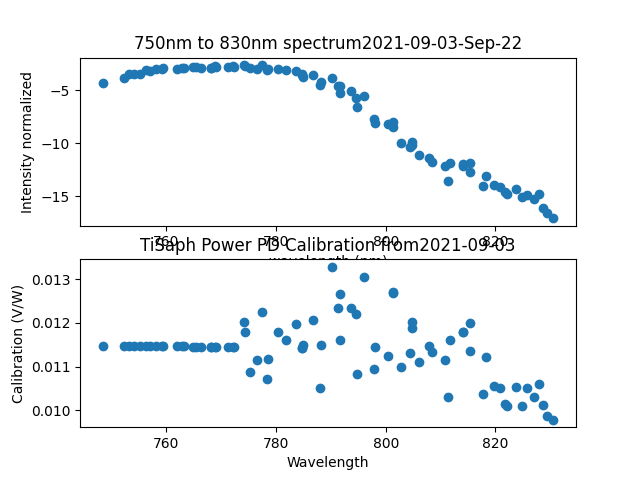 750nm to 830nm spectrum2021-09-03-Sep-22
Intensity normalized
−5
−10
−15
760 780 800 820
wavelength (nm)
TiSaph Power PD Calibration from2021-09-03
Calibration (V/W)
0.013
0.012
0.011
0.010
760 780 800 820
Wavelength